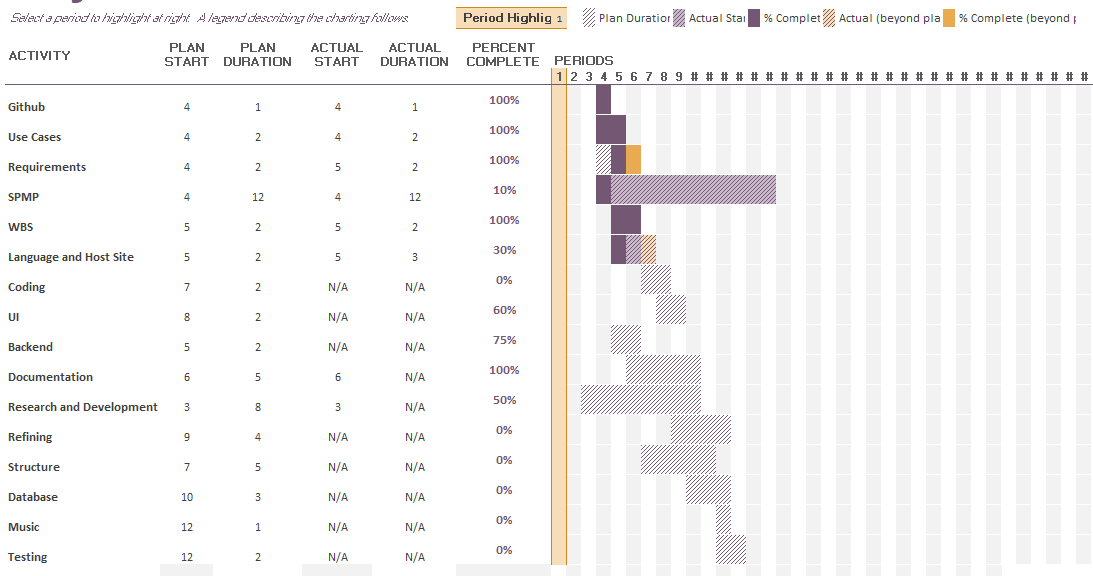 Select a period to highlight at right. A legend describing the charting follows.
Period Highlig 1
Plan Duration
Actual Star
% Complet
Actual (beyond pla
% Complete (beyond p
ACTIVITY PLAN START PLAN DURATION ACTUAL START ACTUAL DURATION PERCENT COMPLETE PERIODS
1 2 3 4 5 6 7 8 9 # # # # # # # # # # # # # # # # # # # # # # # # # # #
Github 4 1 4 1 100%
Use Cases 4 2 4 2 100%
Requirements 4 2 5 2 100%
SPMP 4 12 4 12 10%
WBS 5 2 5 2 100%
Language and Host Site 5 2 5 3 30%
Coding 7 2 N/A N/A 0%
UI 8 2 N/A N/A 60%
Backend 5 2 N/A N/A 75%
Documentation 6 5 6 N/A 100%
Research and Development 3 8 3 N/A 50%
Refining 9 4 N/A N/A 0%
Structure 7 5 N/A N/A 0%
Database 10 3 N/A N/A 0%
Music 12 1 N/A N/A 0%
Testing 12 2 N/A N/A 0%